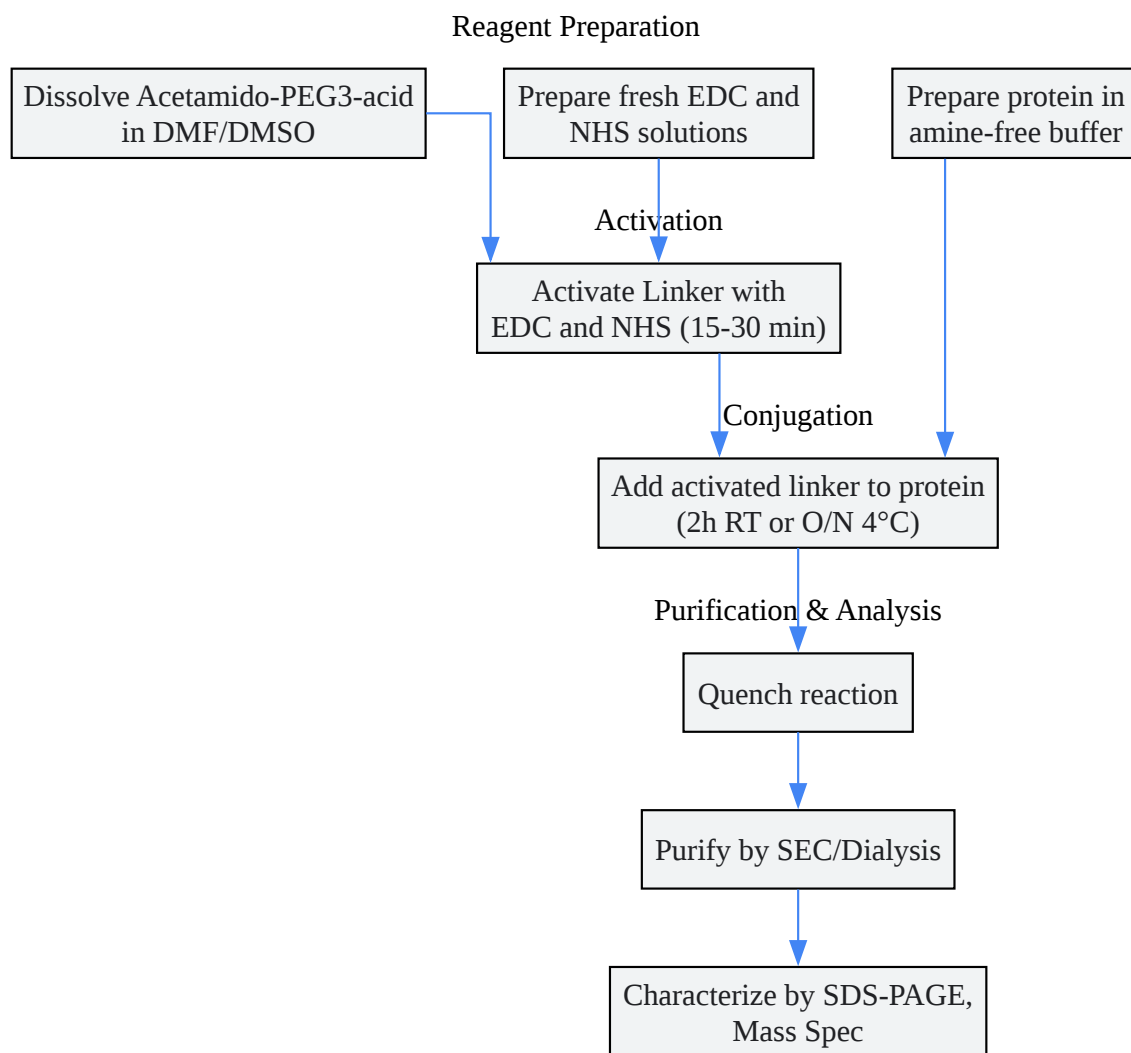 Reagent Preparation
Dissolve Acetamido-PEG3-acid
in DMF/DMSO
Prepare fresh EDC and
NHS solutions
Prepare protein in
amine-free buffer
Activation
Activate Linker with
EDC and NHS (15-30 min)
Conjugation
Add activated linker to protein
(2h RT or O/N 4°C)
Purification & Analysis
Quench reaction
Purify by SEC/Dialysis
Characterize by SDS-PAGE,
Mass Spec